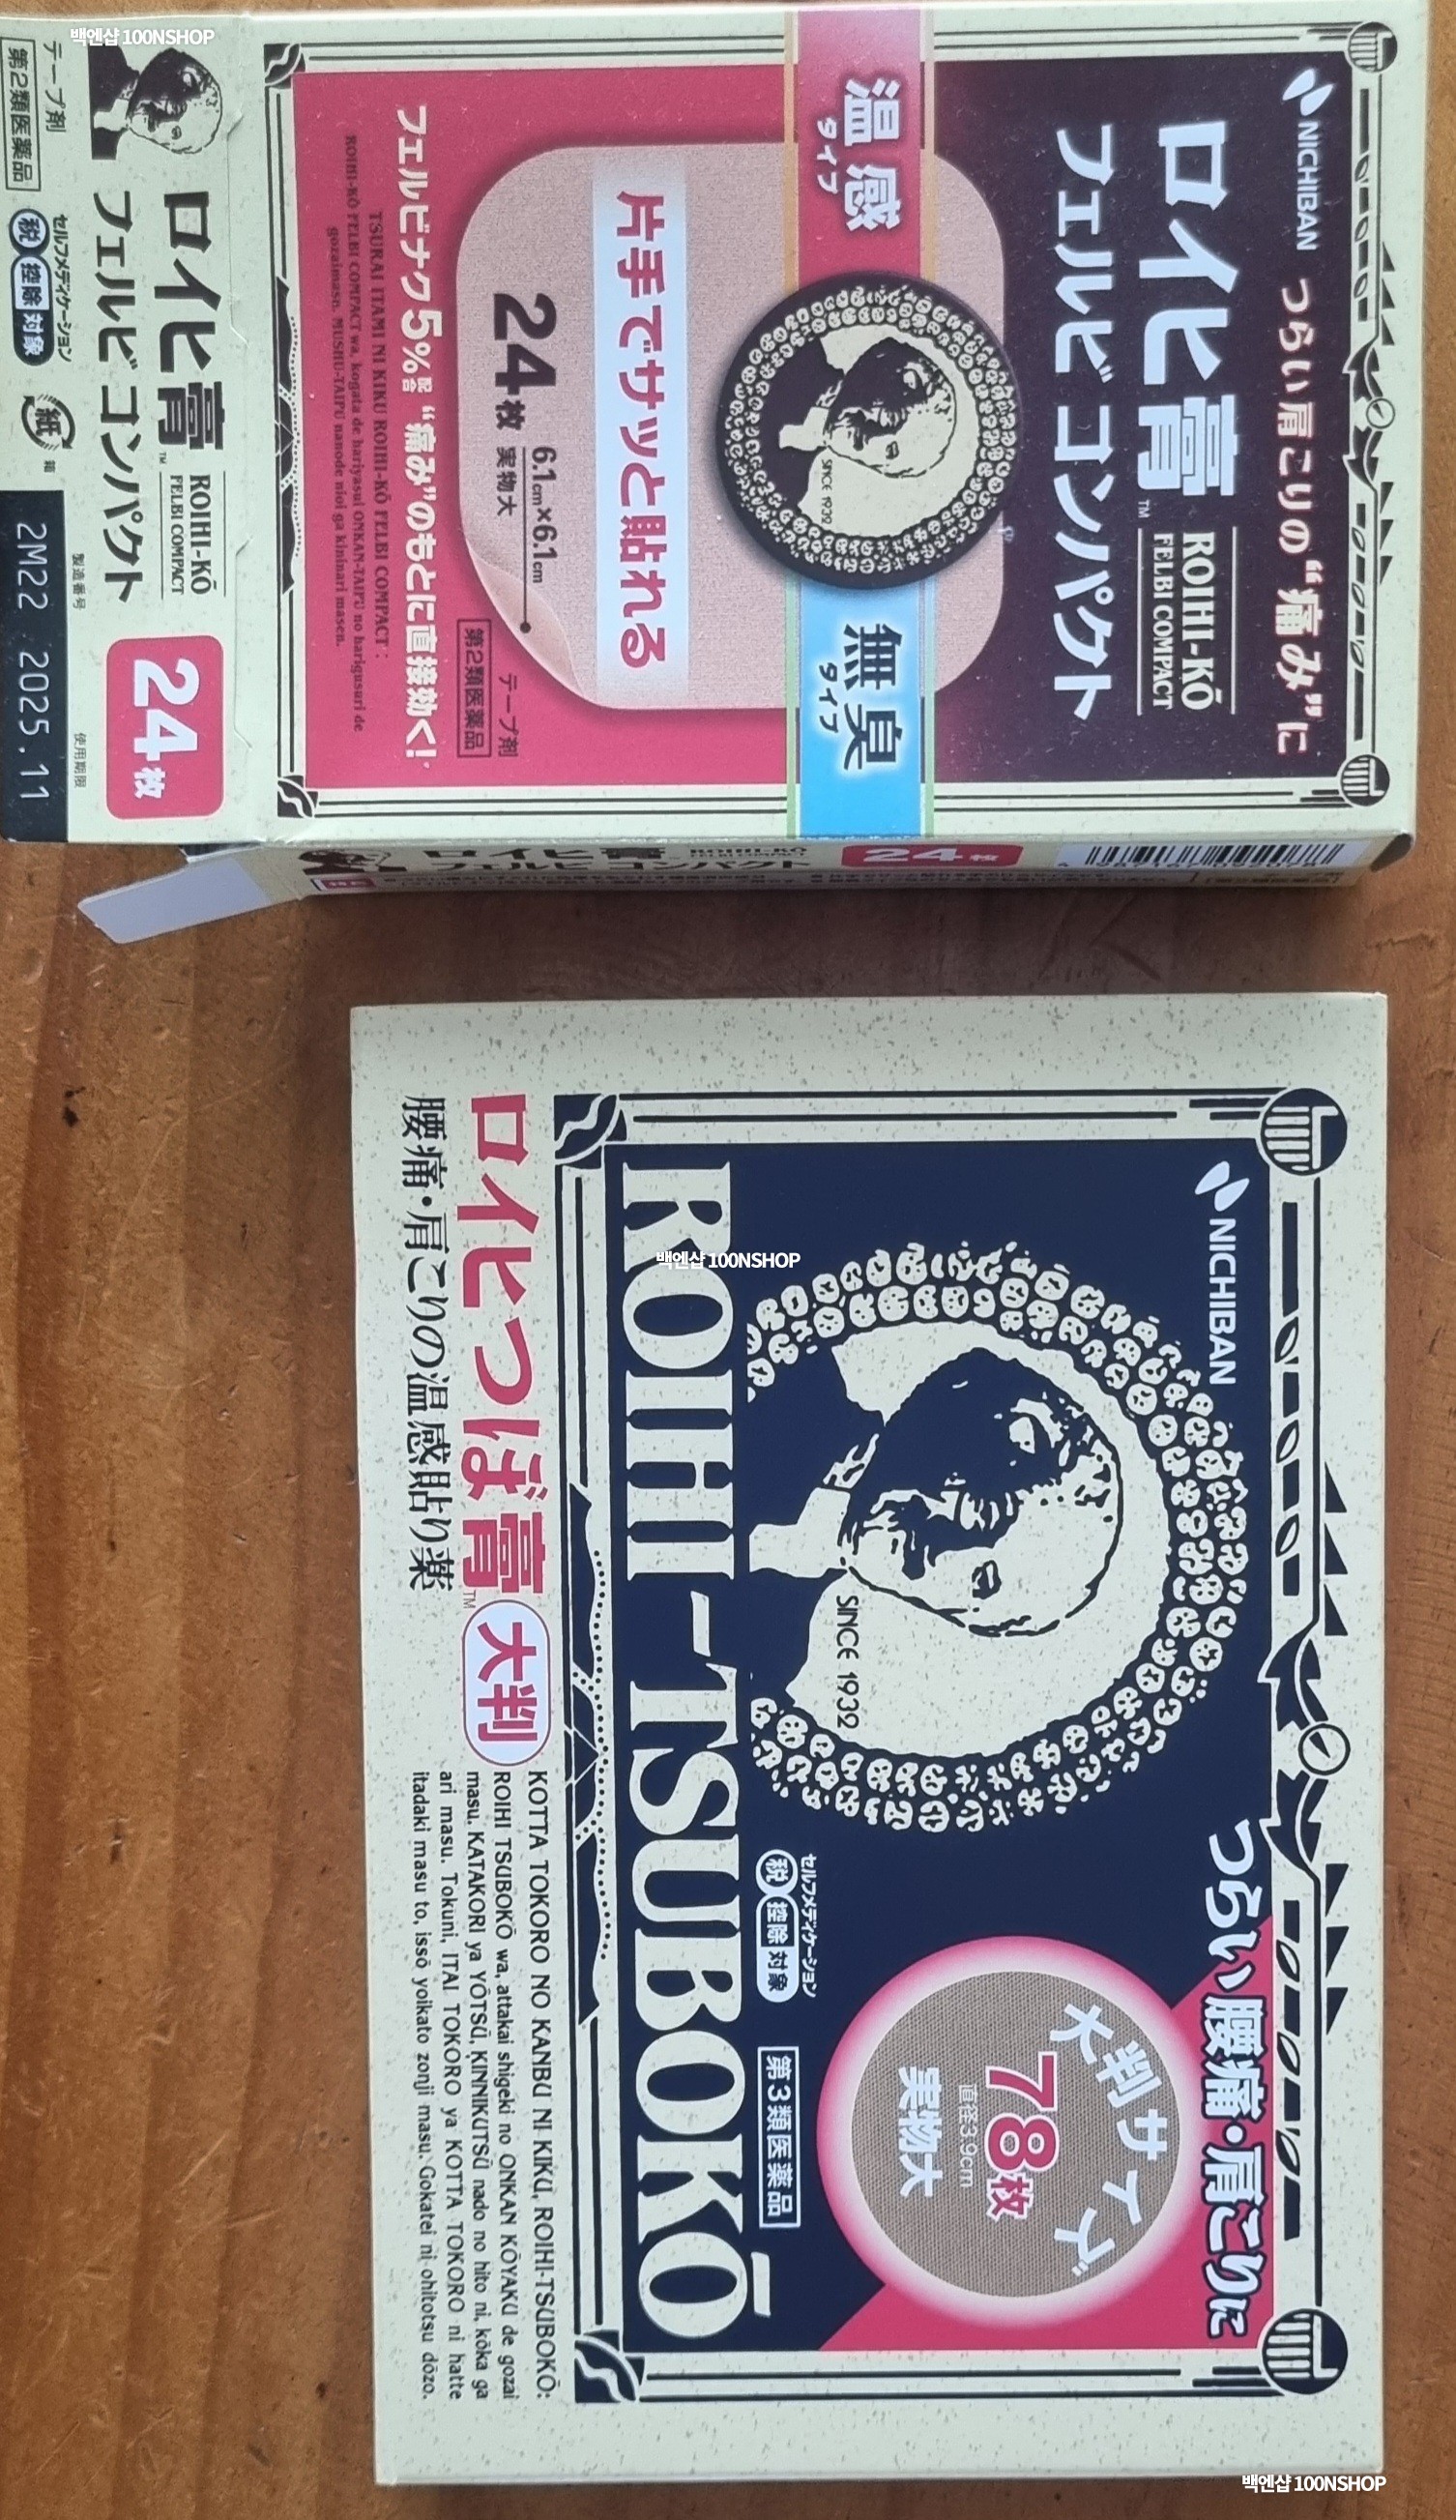 백엔샵 100NSHOP
NICHIBAN
つらい肩こりの“痛み”に
ロイヒ膏™
ROIHI-KŌ
FELBI COMPACT
フェルビ コンパクト
温感
タイプ
SINCE 1932
無臭
タイプ
片手でサッと貼れる
24枚
6.1cm×6.1cm
実物大
テープ剤
第2類医薬品
フェルビナク5%配合 “痛み”のもとに直接効く!
TSURAI ITAMI NI KIKU ROIHI-KŌ FELBI COMPACT :
ROIHI-KŌ FELBI COMPACT wa, kogata de hariyasui ONKAN-TAIPU no harigusuri de
gozaimasu. MUSHU-TAIPU nanode nioi ga kininari masen.
ロイヒ膏™
ROIHI-KŌ
FELBI COMPACT
フェルビ コンパクト
24枚
テープ剤
第2類医薬品
セルフメディケーション
税 控除 対象
紙
箱
製造番号
使用期限
2M22 2025.11
24枚
NICHIBAN
つらい腰痛・肩こりに
SINCE 1932
大判サイズ
78枚
直径3.9cm
実物大
セルフメディケーション
税 控除 対象
第3類医薬品
ROIHI-TSUBOKŌ
백엔샵 100NSHOP
ロイヒつぼ膏™ 大判
腰痛・肩こりの温感貼り薬
KOTTA TOKORO NO KANBU NI KIKU, ROIHI-TSUBOKŌ:
ROIHI TSUBOKŌ wa, attakai shigeki no ONKAN KŌYAKU de gozai
masu. KATAKORI ya YŌTSŪ, KINNIKUTSŪ nado no hito ni, kōka ga
ari masu. Tokuni, ITAI TOKORO ya KOTTA TOKORO ni hatte
itadaki masu to, issō yoikato zonji masu. Gokatei ni ohitotsu dōzo.
백엔샵 100NSHOP